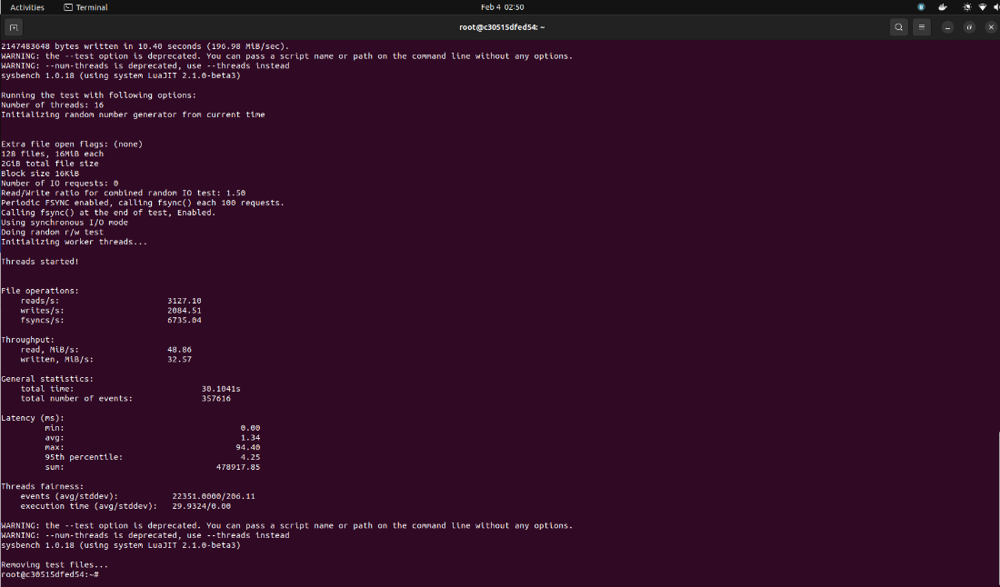 Activities
Terminal
Feb 4 02:50
root@c30515dfed54: ~
2147483648 bytes written in 10.40 seconds (196.98 MiB/sec).
WARNING: the --test option is deprecated. You can pass a script name or path on the command line without any options.
WARNING: --num-threads is deprecated, use --threads instead
sysbench 1.0.18 (using system LuaJIT 2.1.0-beta3)
Running the test with following options:
Number of threads: 16
Initializing random number generator from current time
Extra file open flags: (none)
128 files, 16MiB each
2GiB total file size
Block size 16KiB
Number of IO requests: 0
Read/Write ratio for combined random IO test: 1.50
Periodic FSYNC enabled, calling fsync() each 100 requests.
Calling fsync() at the end of test, Enabled.
Using synchronous I/O mode
Doing random r/w test
Initializing worker threads...
Threads started!
File operations:
reads/s: 3127.10
writes/s: 2084.51
fsyncs/s: 6735.04
Throughput:
read, MiB/s: 48.86
written, MiB/s: 32.57
General statistics:
total time: 30.1041s
total number of events: 357616
Latency (ms):
min: 0.00
avg: 1.34
max: 94.40
95th percentile: 4.25
sum: 478917.85
Threads fairness:
events (avg/stddev): 22351.0000/206.11
execution time (avg/stddev): 29.9324/0.00
WARNING: the --test option is deprecated. You can pass a script name or path on the command line without any options.
WARNING: --num-threads is deprecated, use --threads instead
sysbench 1.0.18 (using system LuaJIT 2.1.0-beta3)
Removing test files...
root@c30515dfed54:~#